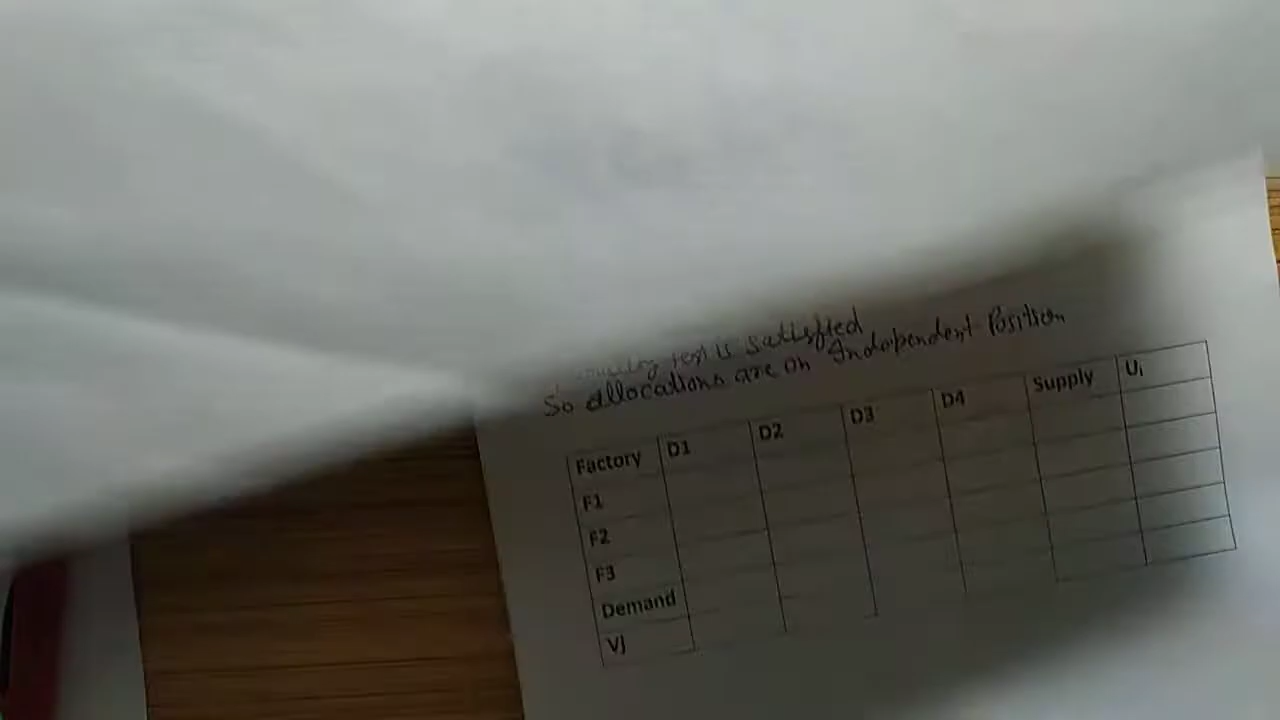 test is satisfied
So allocations are on Independent Position
Factory D1 D2 D3 D4 Supply Ui
F1
F2
F3
Demand
Vj